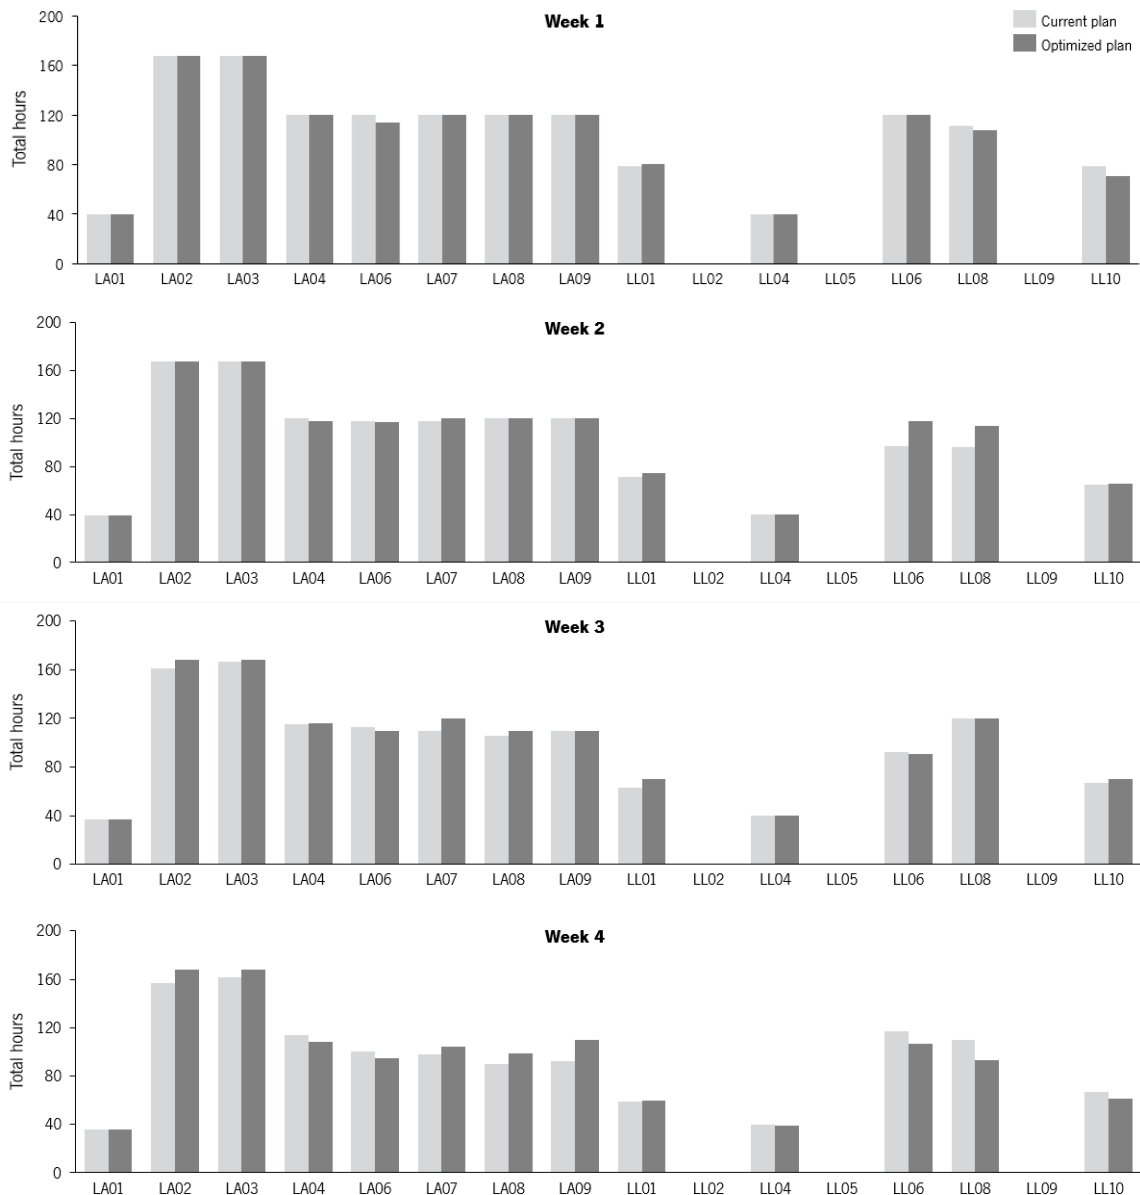 Week 1
Current plan
Optimized plan
Total hours
200
160
120
80
40
0
LA01 LA02 LA03 LA04 LA06 LA07 LA08 LA09 LL01 LL02 LL04 LL05 LL06 LL08 LL09 LL10
Week 2
Total hours
200
160
120
80
40
0
LA01 LA02 LA03 LA04 LA06 LA07 LA08 LA09 LL01 LL02 LL04 LL05 LL06 LL08 LL09 LL10
Week 3
Total hours
200
160
120
80
40
0
LA01 LA02 LA03 LA04 LA06 LA07 LA08 LA09 LL01 LL02 LL04 LL05 LL06 LL08 LL09 LL10
Week 4
Total hours
200
160
120
80
40
0
LA01 LA02 LA03 LA04 LA06 LA07 LA08 LA09 LL01 LL02 LL04 LL05 LL06 LL08 LL09 LL10